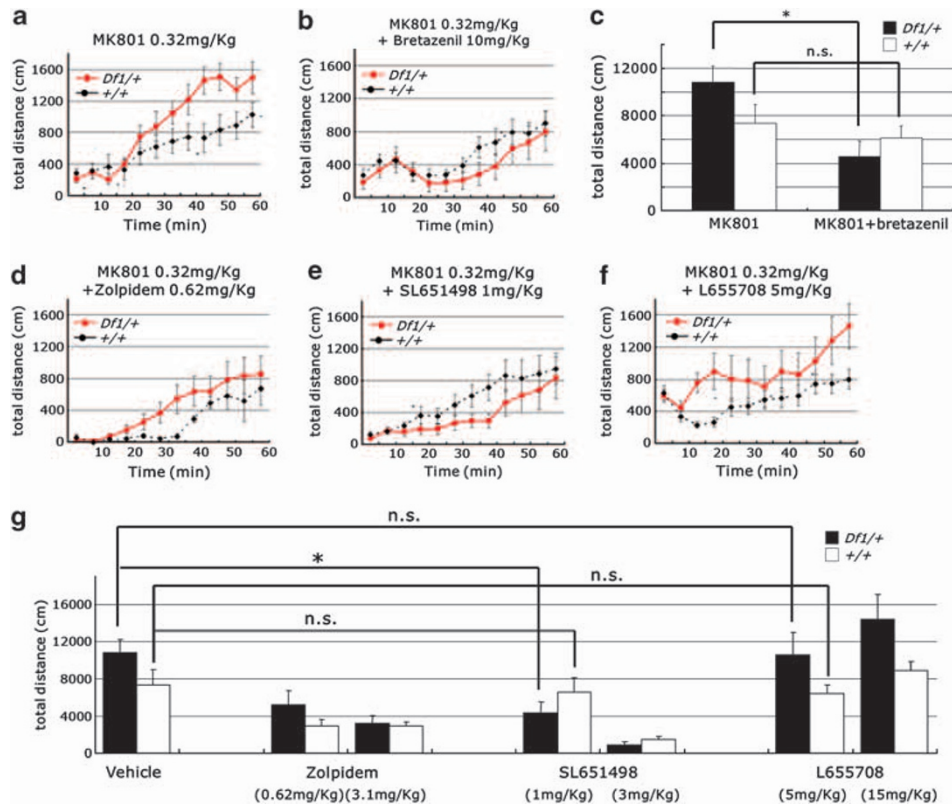 a
MK801 0.32mg/Kg
total distance (cm)
1600
1200
800
400
0
Df1/+
+/+
10 20 30 40 50 60
Time (min)
b
MK801 0.32mg/Kg
+ Bretazenil 10mg/Kg
total distance (cm)
1600
1200
800
400
0
Df1/+
+/+
10 20 30 40 50 60
Time (min)
c
*
n.s.
Df1/+
+/+
total distance (cm)
12000
8000
4000
0
MK801
MK801+bretazenil
d
MK801 0.32mg/Kg
+Zolpidem 0.62mg/Kg
total distance (cm)
1600
1200
800
400
0
Df1/+
+/+
10 20 30 40 50 60
Time (min)
e
MK801 0.32mg/Kg
+ SL651498 1mg/Kg
total distance (cm)
1600
1200
800
400
0
Df1/+
+/+
10 20 30 40 50 60
Time (min)
f
MK801 0.32mg/Kg
+ L655708 5mg/Kg
total distance (cm)
1600
1200
800
400
0
Df1/+
+/+
10 20 30 40 50 60
Time (min)
g
n.s.
*
n.s.
n.s.
Df1/+
+/+
total distance (cm)
16000
12000
8000
4000
0
Vehicle
Zolpidem
(0.62mg/Kg)(3.1mg/Kg)
SL651498
(1mg/Kg) (3mg/Kg)
L655708
(5mg/Kg) (15mg/Kg)